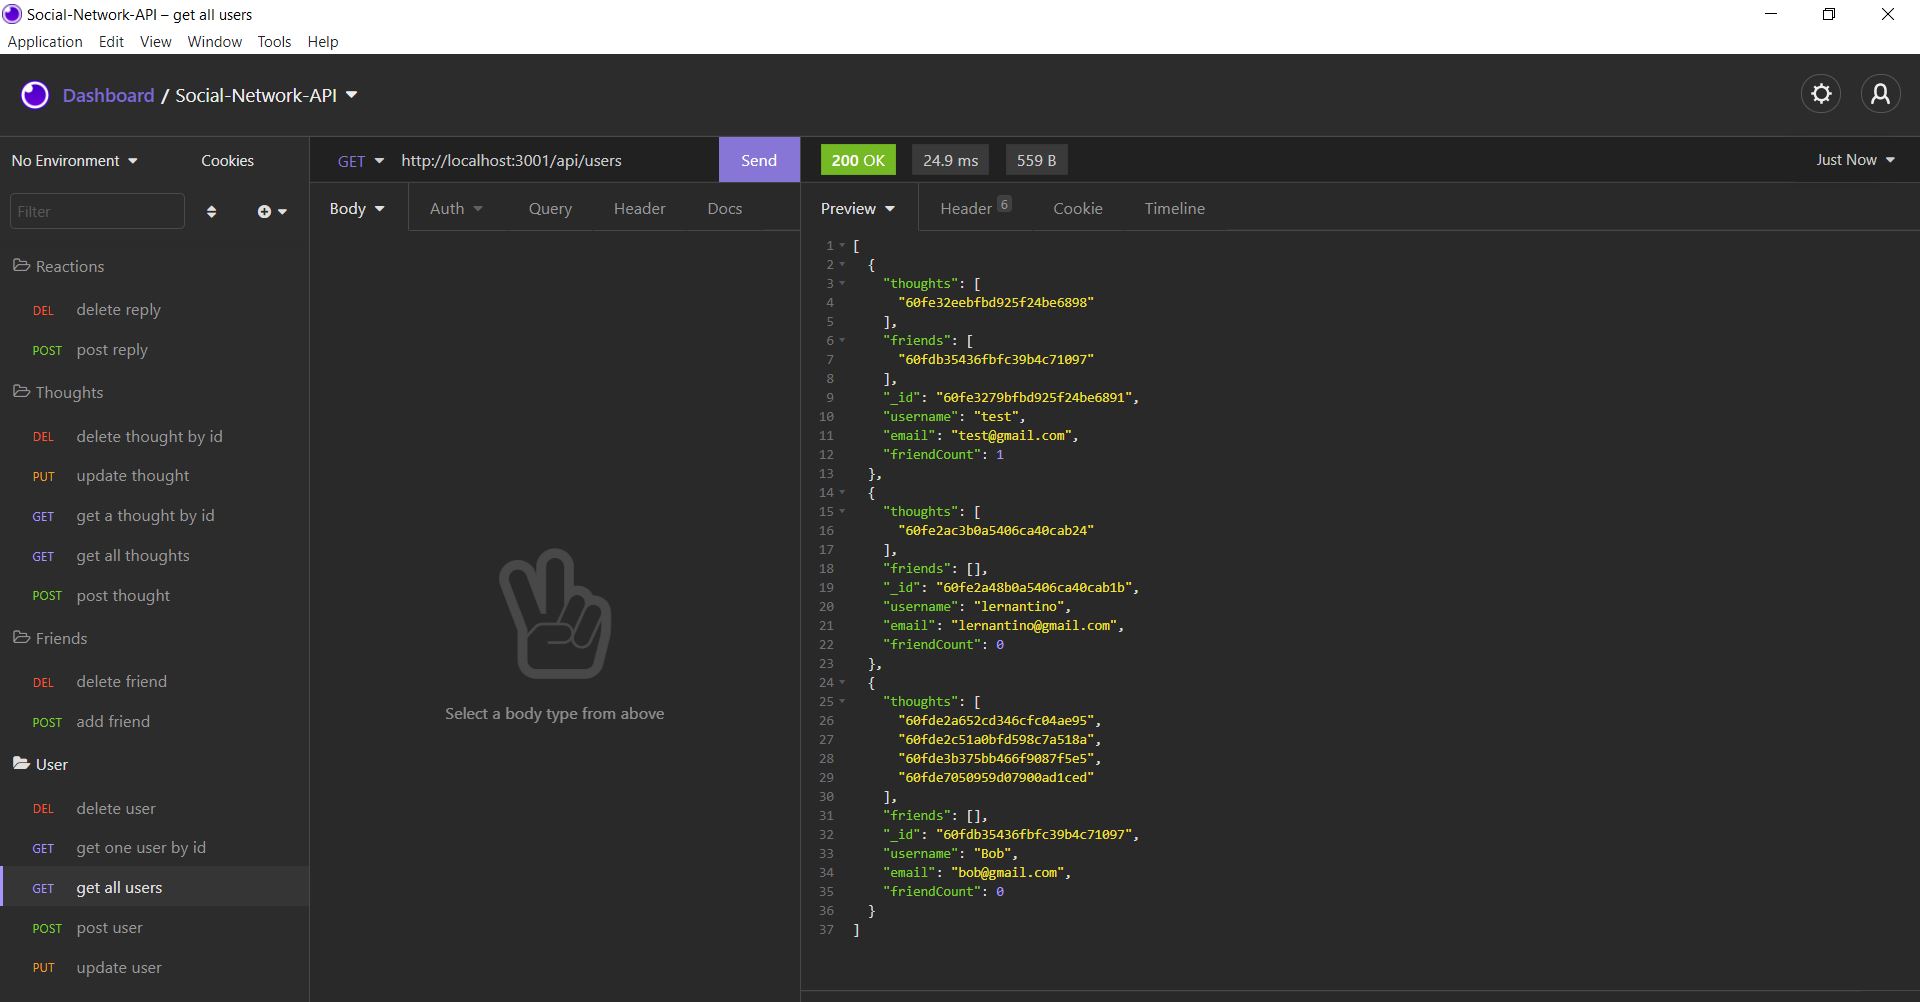 Social-Network-API – get all users
Application Edit View Window Tools Help
Dashboard / Social-Network-API
No Environment Cookies
GET http://localhost:3001/api/users Send
200 OK 24.9 ms 559 B Just Now
Filter
Body Auth Query Header Docs
Preview Header 6 Cookie Timeline
Reactions
DEL delete reply
POST post reply
Thoughts
DEL delete thought by id
PUT update thought
GET get a thought by id
GET get all thoughts
POST post thought
Friends
DEL delete friend
POST add friend
User
DEL delete user
GET get one user by id
GET get all users
POST post user
PUT update user
Select a body type from above
1 [
2 {
3 "thoughts": [
4 "60fe32eebfbd925f24be6898"
5 ],
6 "friends": [
7 "60fdb35436fbfc39b4c71097"
8 ],
9 "_id": "60fe3279bfbd925f24be6891",
10 "username": "test",
11 "email": "test@gmail.com",
12 "friendCount": 1
13 },
14 {
15 "thoughts": [
16 "60fe2ac3b0a5406ca40cab24"
17 ],
18 "friends": [],
19 "_id": "60fe2a48b0a5406ca40cab1b",
20 "username": "lernantino",
21 "email": "lernantino@gmail.com",
22 "friendCount": 0
23 },
24 {
25 "thoughts": [
26 "60fde2a652cd346cfc04ae95",
27 "60fde2c51a0bfd598c7a518a",
28 "60fde3b375bb466f9087f5e5",
29 "60fde7050959d07900ad1ced"
30 ],
31 "friends": [],
32 "_id": "60fdb35436fbfc39b4c71097",
33 "username": "Bob",
34 "email": "bob@gmail.com",
35 "friendCount": 0
36 }
37 ]